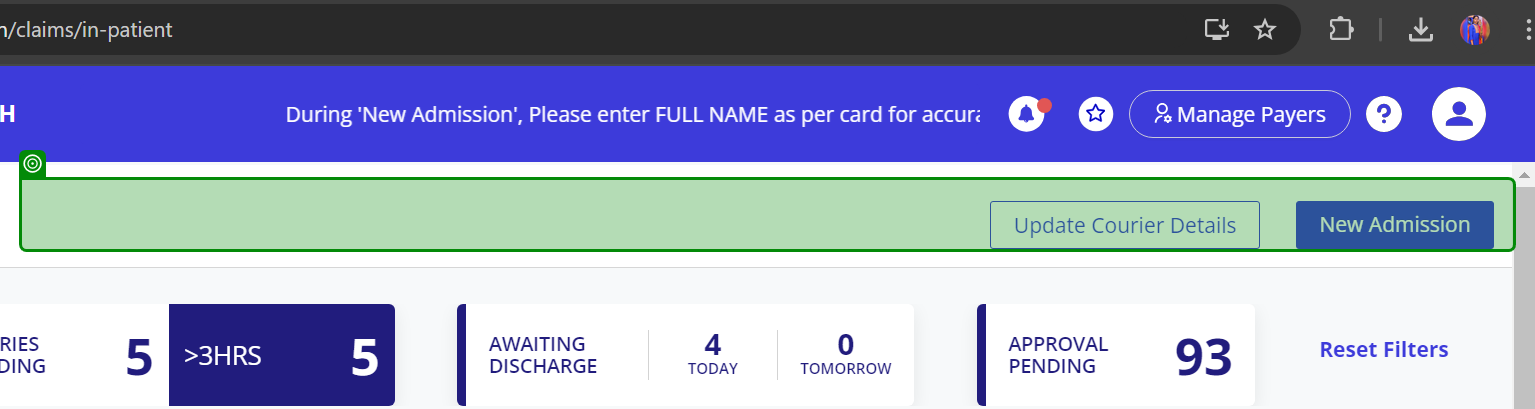 /claims/in-patient
H
During 'New Admission', Please enter FULL NAME as per card for
Manage Payers
?
Update Courier Details
New Admission
RIES
DING
5
>3HRS
5
AWAITING
DISCHARGE
4
TODAY
0
TOMORROW
APPROVAL
PENDING
93
Reset Filters